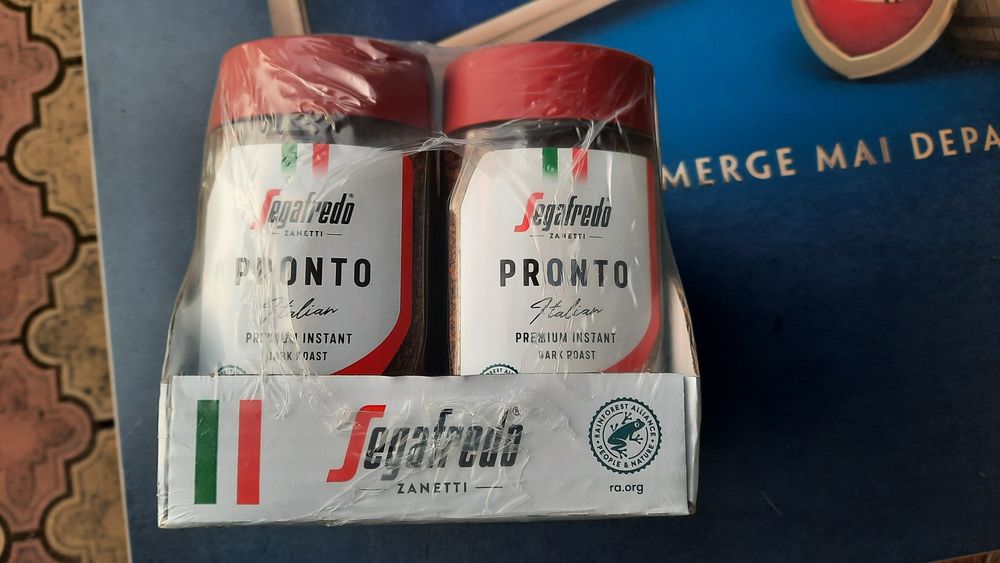 Segafredo®
ZANETTI
PRONTO
Italian
PREMIUM INSTANT
DARK ROAST
Segafredo
ZANETTI
PRONTO
Italian
PREMIUM INSTANT
DARK ROAST
MERGE MAI DEPA
Segafredo®
ZANETTI
RAINFOREST ALLIANCE
PEOPLE & NATURE
ra.org